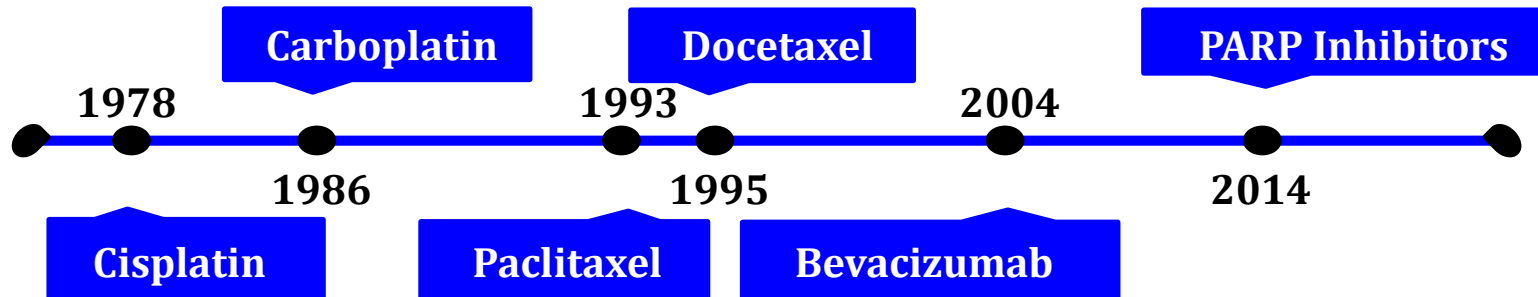 Carboplatin
Docetaxel
PARP Inhibitors
1978
1993
2004
1986
1995
2014
Cisplatin
Paclitaxel
Bevacizumab